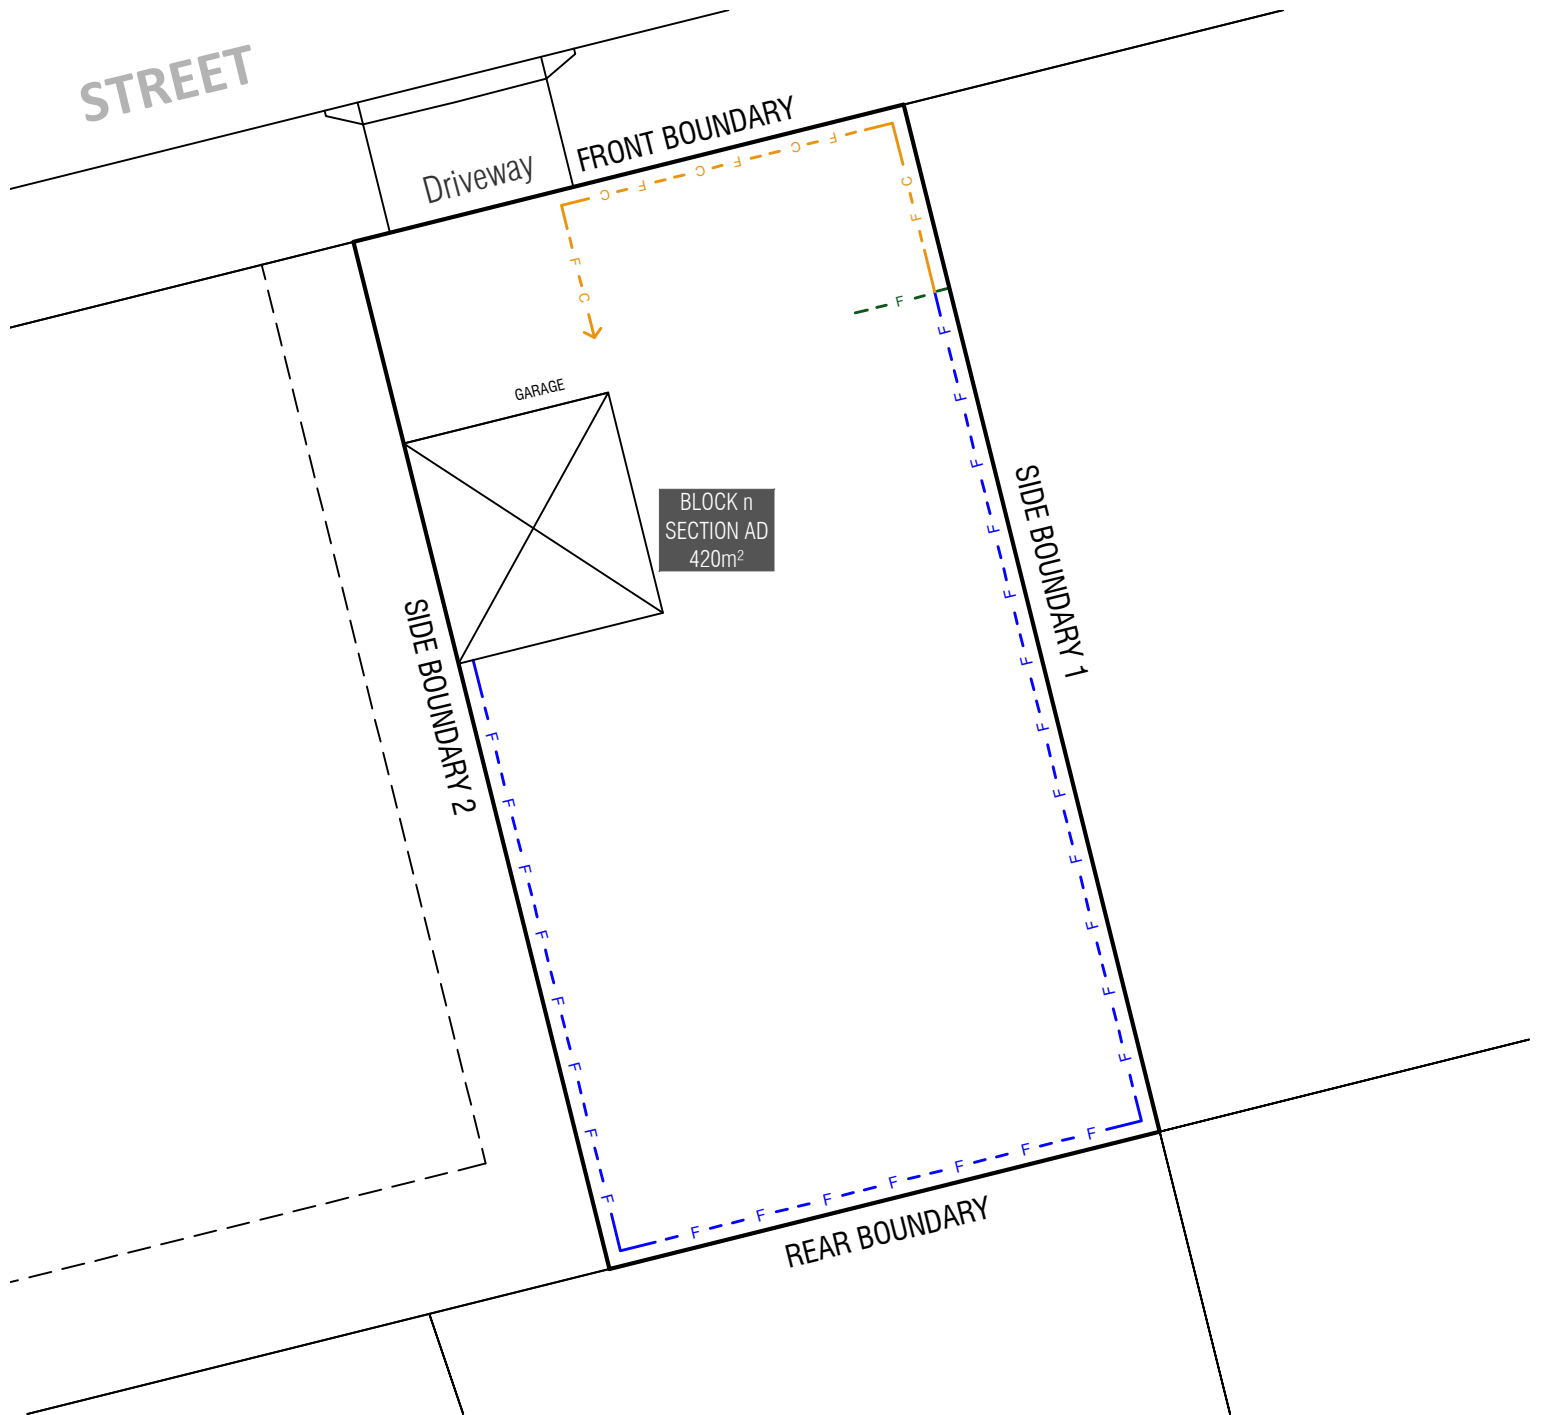 STREET
Driveway
FRONT BOUNDARY
C F C F C F
C F
F C
F
GARAGE
BLOCK n
SECTION AD
420m²
SIDE BOUNDARY 1
SIDE BOUNDARY 2
F F F F F F F F F F F F
F F F F F F F F
F F F F F F F
REAR BOUNDARY